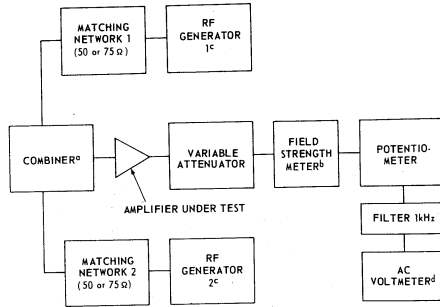 MATCHING
NETWORK 1
(50 or 75 Ω)
RF
GENERATOR
1c
COMBINERa
VARIABLE
ATTENUATOR
FIELD
STRENGTH
METERb
POTENTIO-
METER
AMPLIFIER UNDER TEST
FILTER 1kHz
MATCHING
NETWORK 2
(50 or 75 Ω)
RF
GENERATOR
2c
AC
VOLTMETERd